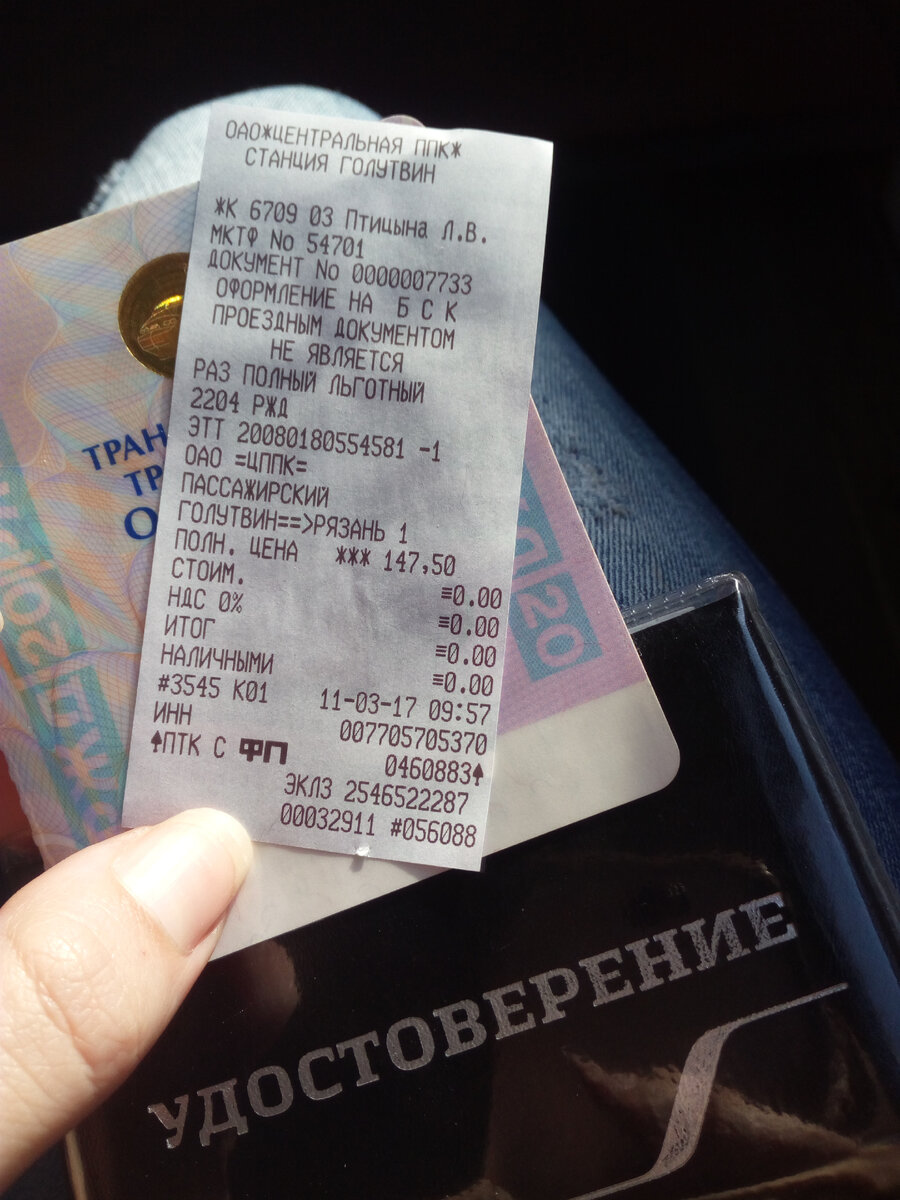 ОАО*ЦЕНТРАЛЬНАЯ ППК*
СТАНЦИЯ ГОЛУТВИН
*К 6709 03 Птицына Л.В.
МКТФ No 54701
ДОКУМЕНТ No 0000007733
ОФОРМЛЕНИЕ НА Б С К
ПРОЕЗДНЫМ ДОКУМЕНТОМ
НЕ ЯВЛЯЕТСЯ
РАЗ ПОЛНЫЙ ЛЬГОТНЫЙ
2204 РЖД
ЭТТ 20080180554581 -1
ОАО =ЦППК=
ПАССАЖИРСКИЙ
ГОЛУТВИН==>РЯЗАНЬ 1
ПОЛН. ЦЕНА *** 147,50
СТОИМ. ≡0.00
НДС 0% ≡0.00
ИТОГ ≡0.00
НАЛИЧНЫМИ ≡0.00
#3545 К01 11-03-17 09:57
ИНН 007705705370
ПТК С ФП 0460883
ЭКЛЗ 2546522287
00032911 #056088
ТРАН
ТР
О
УДОСТОВЕРЕНИЕ